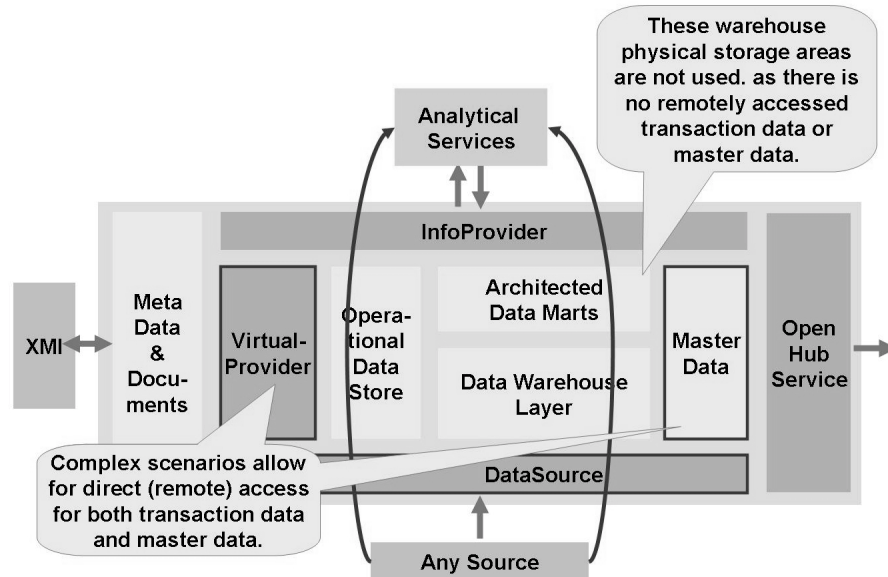 These warehouse
physical storage areas
are not used. as there is
no remotely accessed
transaction data or
master data.
Analytical
Services
InfoProvider
XMI
Meta
Data
&
Docu-
ments
Virtual-
Provider
Opera-
tional
Data
Store
Architected
Data Marts
Data Warehouse
Layer
Master
Data
Open
Hub
Service
Complex scenarios allow
for direct (remote) access
for both transaction data
and master data.
DataSource
Any Source